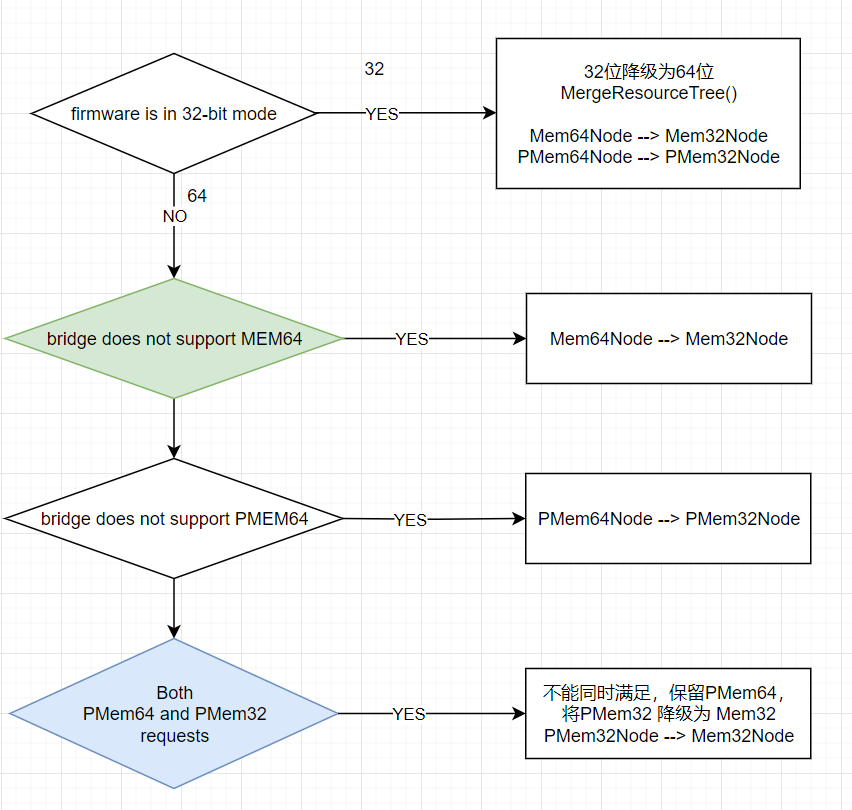 32
firmware is in 32-bit mode
YES
32位降级为64位
MergeResourceTree()
Mem64Node --> Mem32Node
PMem64Node --> PMem32Node
64
NO
bridge does not support MEM64
YES
Mem64Node --> Mem32Node
bridge does not support PMEM64
YES
PMem64Node --> PMem32Node
Both
PMem64 and PMem32
requests
YES
不能同时满足，保留PMem64，
将PMem32 降级为 Mem32
PMem32Node --> Mem32Node